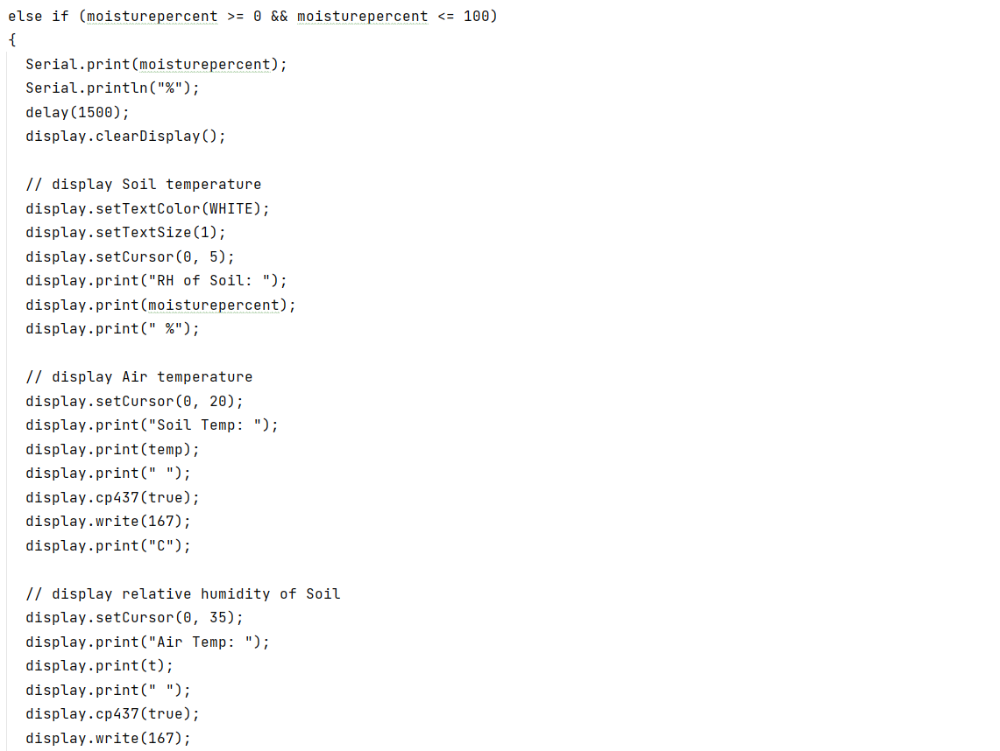 else if (moisturepercent >= 0 && moisturepercent <= 100)
{
Serial.print(moisturepercent);
Serial.println("%");
delay(1500);
display.clearDisplay();
// display Soil temperature
display.setTextColor(WHITE);
display.setTextSize(1);
display.setCursor(0, 5);
display.print("RH of Soil: ");
display.print(moisturepercent);
display.print(" %");
// display Air temperature
display.setCursor(0, 20);
display.print("Soil Temp: ");
display.print(temp);
display.print(" ");
display.cp437(true);
display.write(167);
display.print("C");
// display relative humidity of Soil
display.setCursor(0, 35);
display.print("Air Temp: ");
display.print(t);
display.print(" ");
display.cp437(true);
display.write(167);